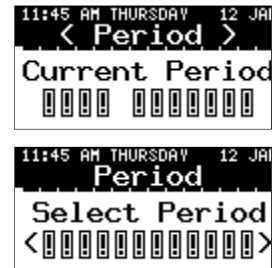 11:45 AM THURSDAY 12 JA
< Period >
Current Period
11:45 AM THURSDAY 12 JA
Period
Select Period
< >